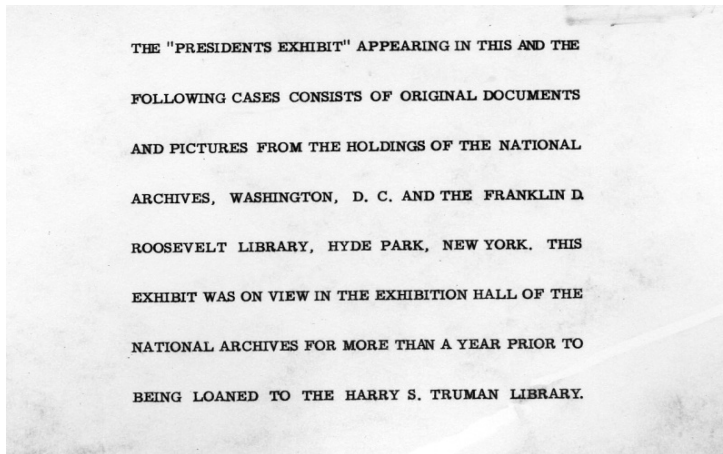 THE "PRESIDENTS EXHIBIT" APPEARING IN THIS AND THE
FOLLOWING CASES CONSISTS OF ORIGINAL DOCUMENTS
AND PICTURES FROM THE HOLDINGS OF THE NATIONAL
ARCHIVES, WASHINGTON, D. C. AND THE FRANKLIN D.
ROOSEVELT LIBRARY, HYDE PARK, NEW YORK. THIS
EXHIBIT WAS ON VIEW IN THE EXHIBITION HALL OF THE
NATIONAL ARCHIVES FOR MORE THAN A YEAR PRIOR TO
BEING LOANED TO THE HARRY S. TRUMAN LIBRARY.